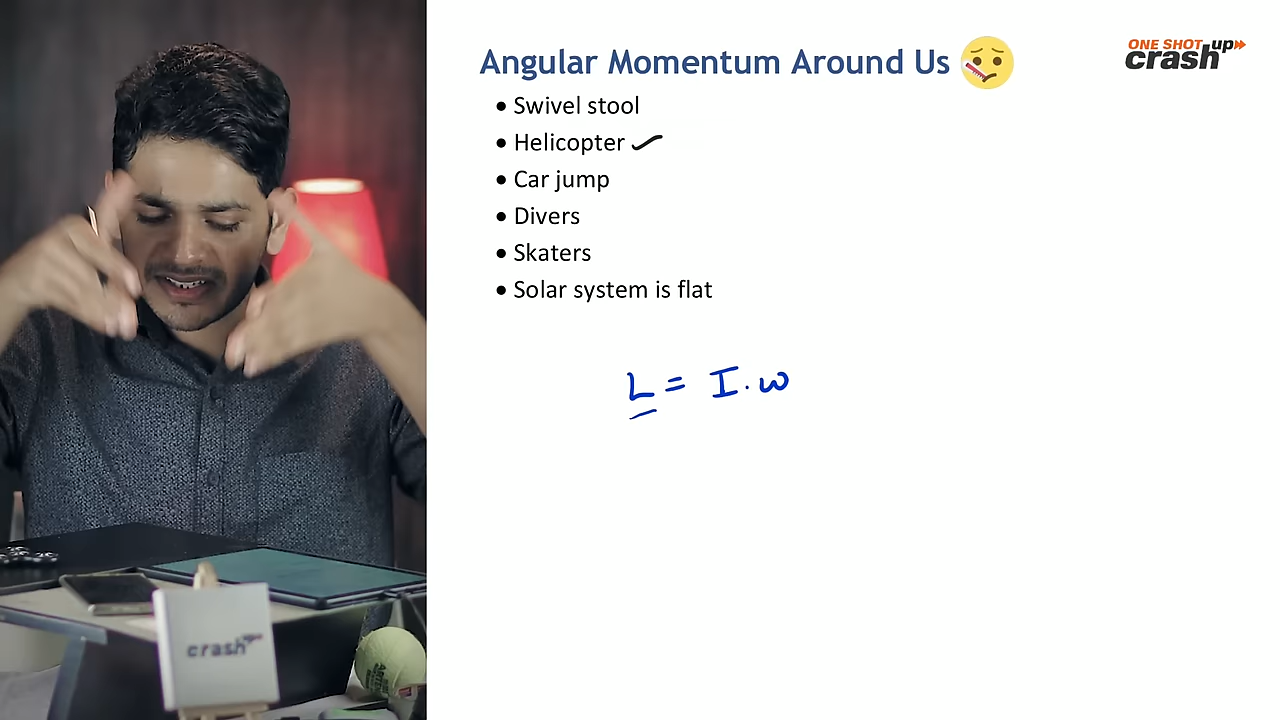 Angular Momentum Around Us
ONE SHOT
crash up
• Swivel stool
• Helicopter ✓
• Car jump
• Divers
• Skaters
• Solar system is flat
L = I . ω
crash up